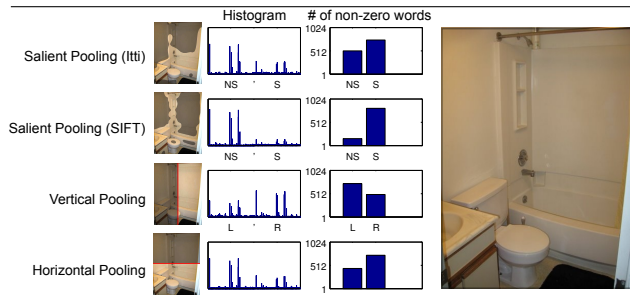 Histogram # of non-zero words
Salient Pooling (Itti)
1024
512
1
NS S NS S
Salient Pooling (SIFT)
1024
512
1
NS S NS S
Vertical Pooling
1024
512
1
L R L R
Horizontal Pooling
1024
512
1